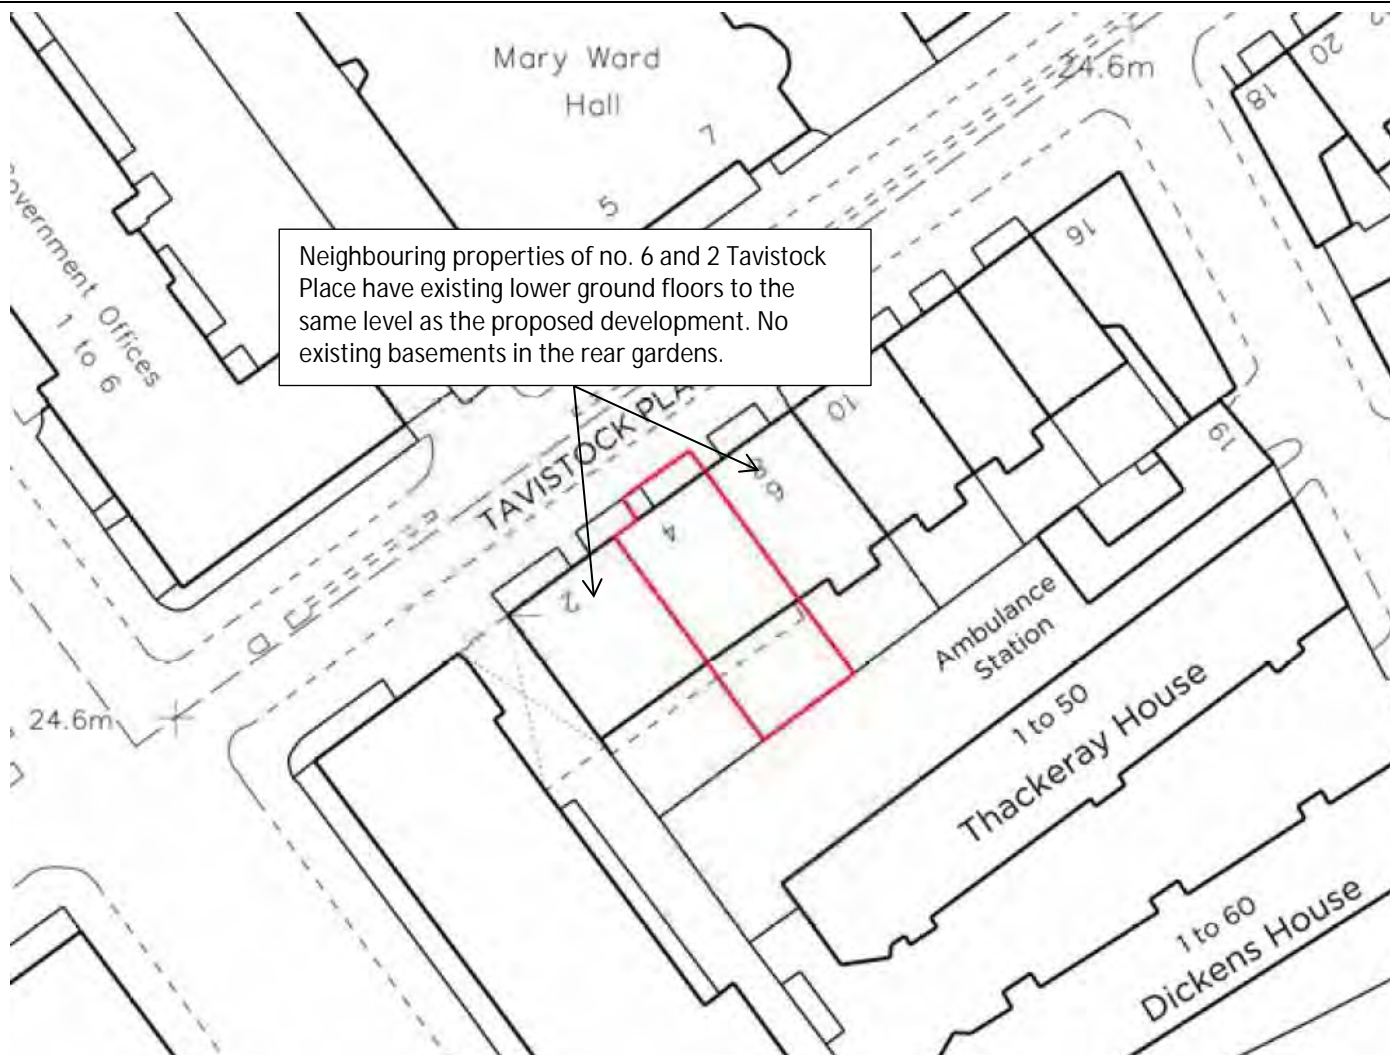 Mary Ward
Hall
24.6m
20
18
7
5
16
Government Offices
1 to 6
Neighbouring properties of no. 6 and 2 Tavistock
Place have existing lower ground floors to the
same level as the proposed development. No
existing basements in the rear gardens.
TAVISTOCK PLA
10
19
4
2
Ambulance
Station
24.6m
1 to 50
Thackeray House
1 to 60
Dickens House